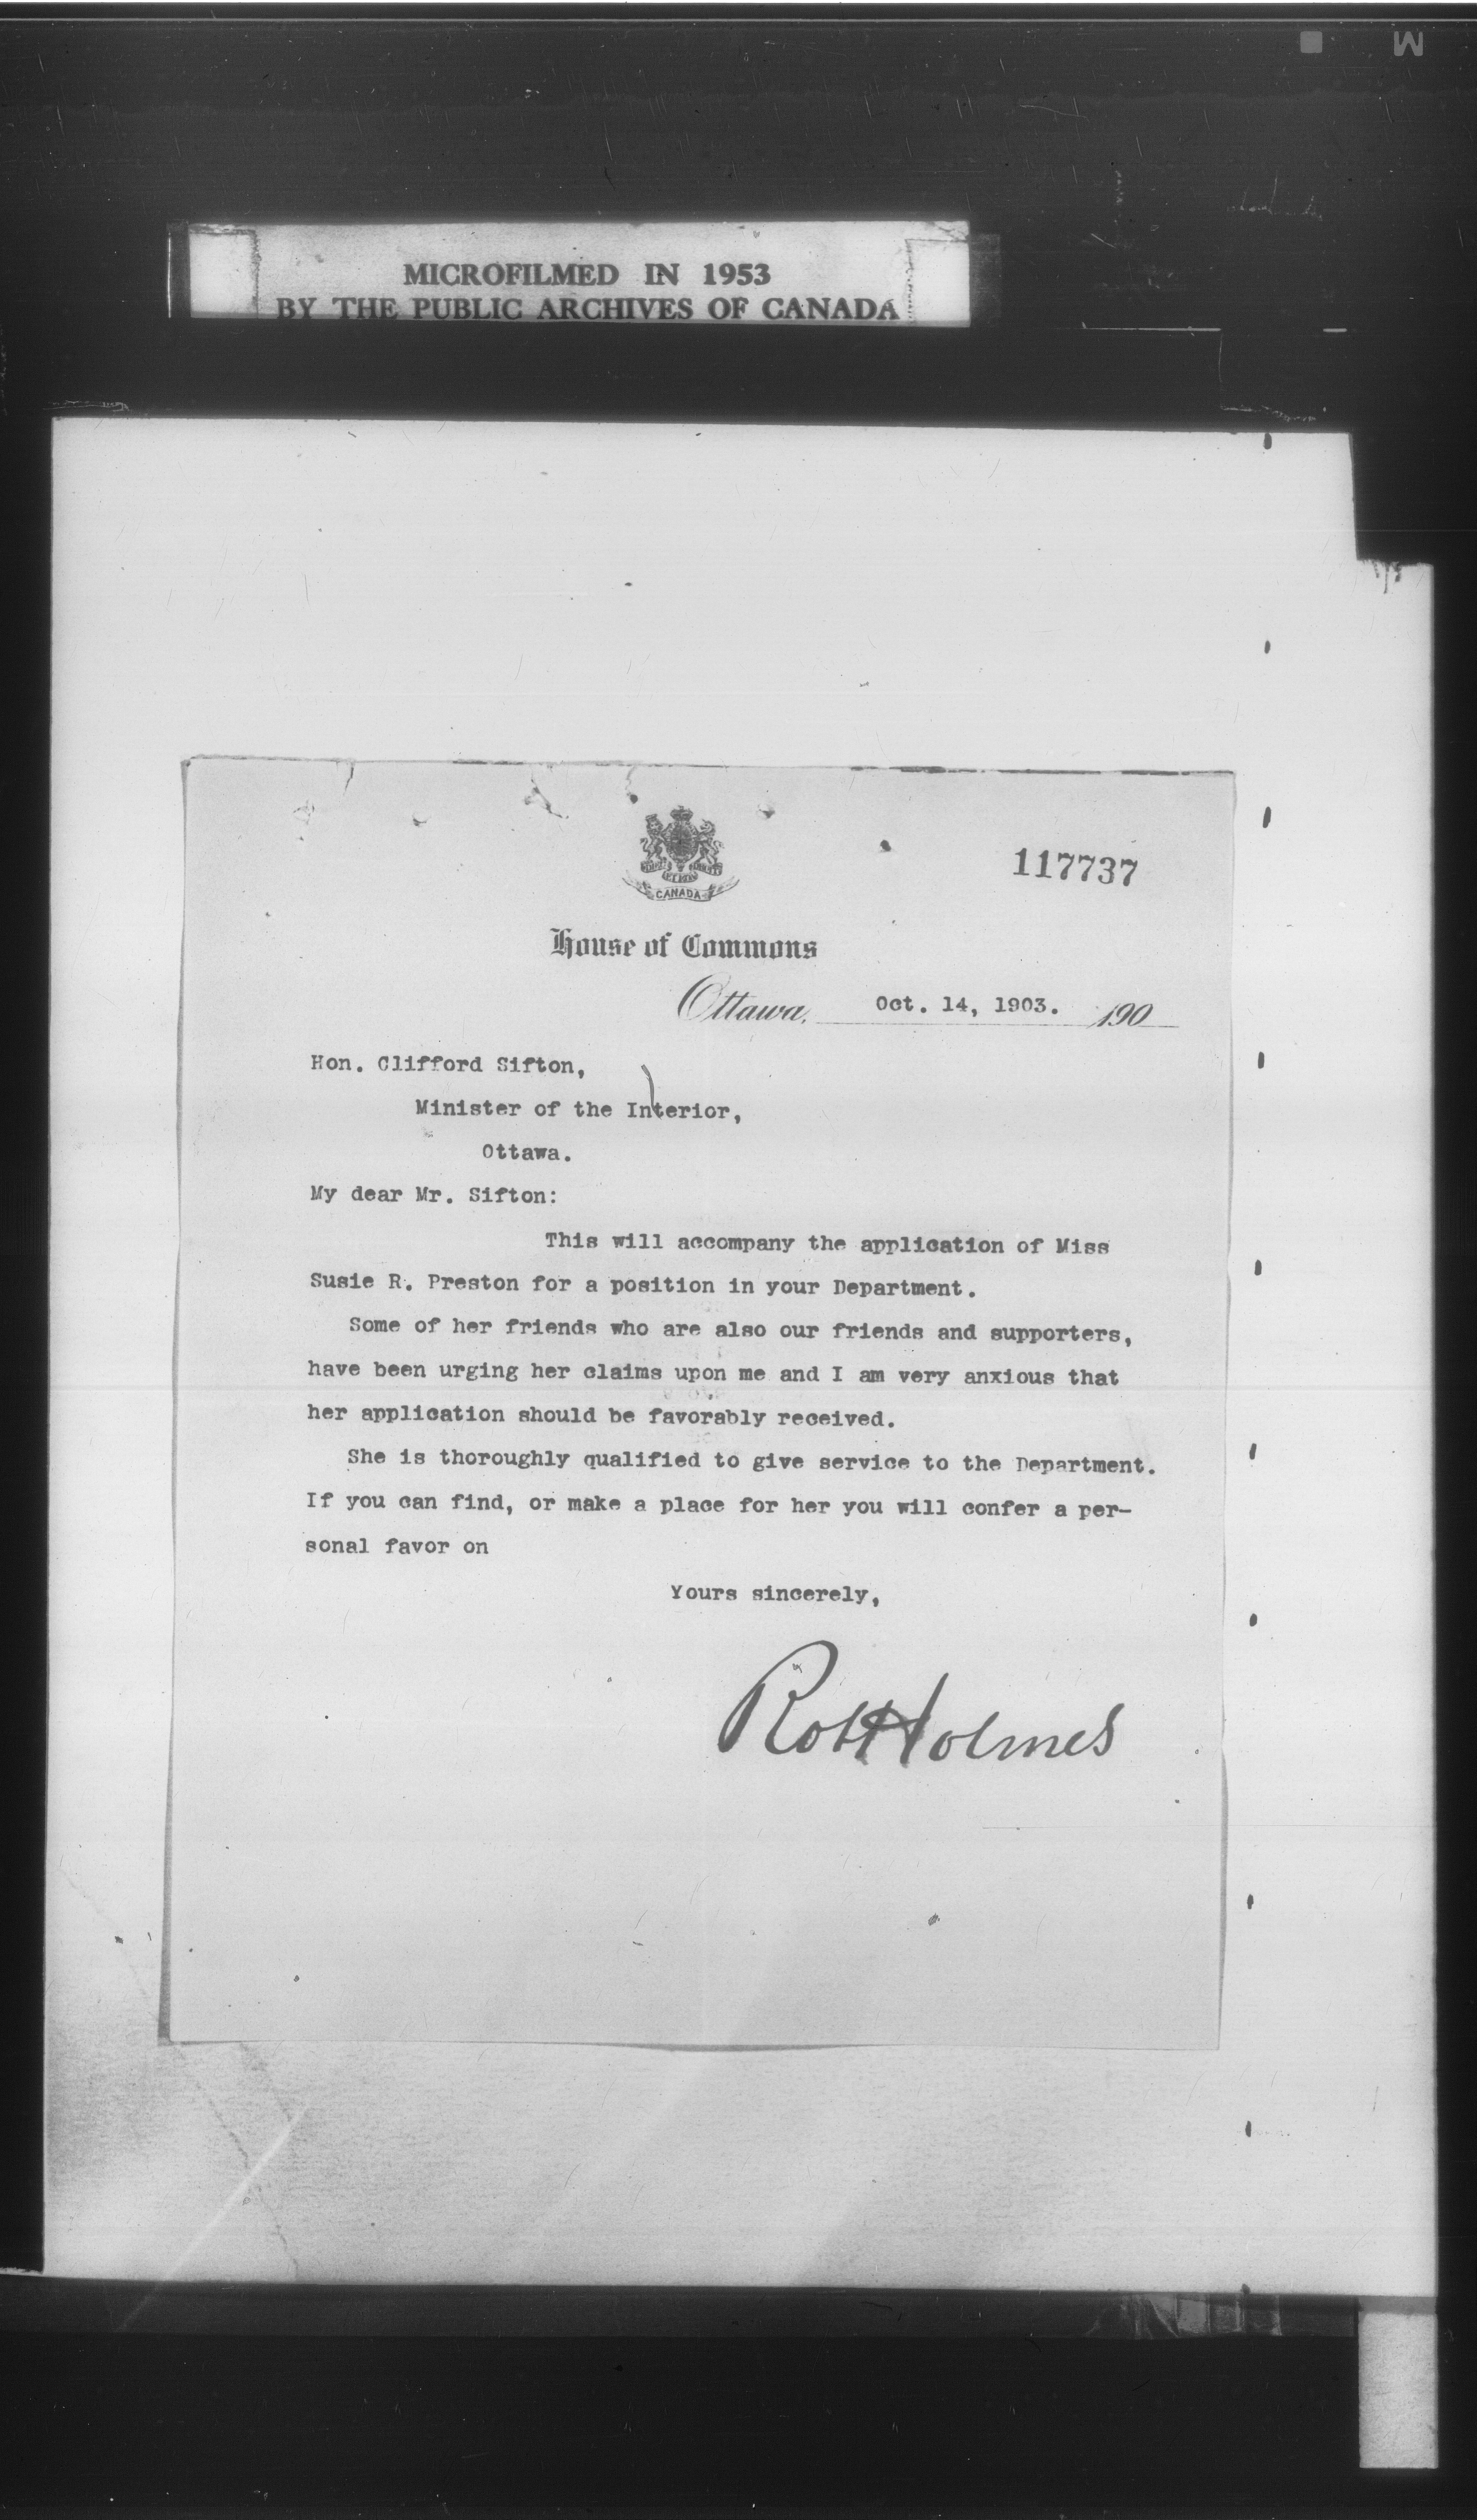 MICROFILMED IN 1953
BY THE PUBLIC ARCHIVES OF CANADA
CANADA
117737
House of Commons
Ottawa, Oct. 14, 1903. 190
Hon. Clifford Sifton,
Minister of the Interior,
Ottawa.
My dear Mr. Sifton:
This will accompany the application of Miss
Susie R. Preston for a position in your Department.
Some of her friends who are also our friends and supporters,
have been urging her claims upon me and I am very anxious that
her application should be favorably received.
She is thoroughly qualified to give service to the Department.
If you can find, or make a place for her you will confer a per-
sonal favor on
Yours sincerely,
Robt Holmes